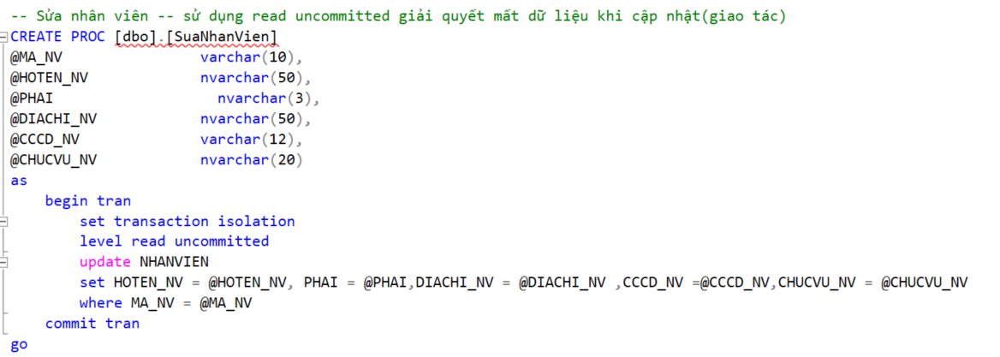 -- Sửa nhân viên -- sử dụng read uncommitted giải quyết mất dữ liệu khi cập nhật(giao tác)
CREATE PROC [dbo].[SuaNhanVien]
@MA_NV varchar(10),
@HOTEN_NV nvarchar(50),
@PHAI nvarchar(3),
@DIACHI_NV nvarchar(50),
@CCCD_NV varchar(12),
@CHUCVU_NV nvarchar(20)
as
begin tran
set transaction isolation
level read uncommitted
update NHANVIEN
set HOTEN_NV = @HOTEN_NV, PHAI = @PHAI,DIACHI_NV = @DIACHI_NV ,CCCD_NV =@CCCD_NV,CHUCVU_NV = @CHUCVU_NV
where MA_NV = @MA_NV
commit tran
go